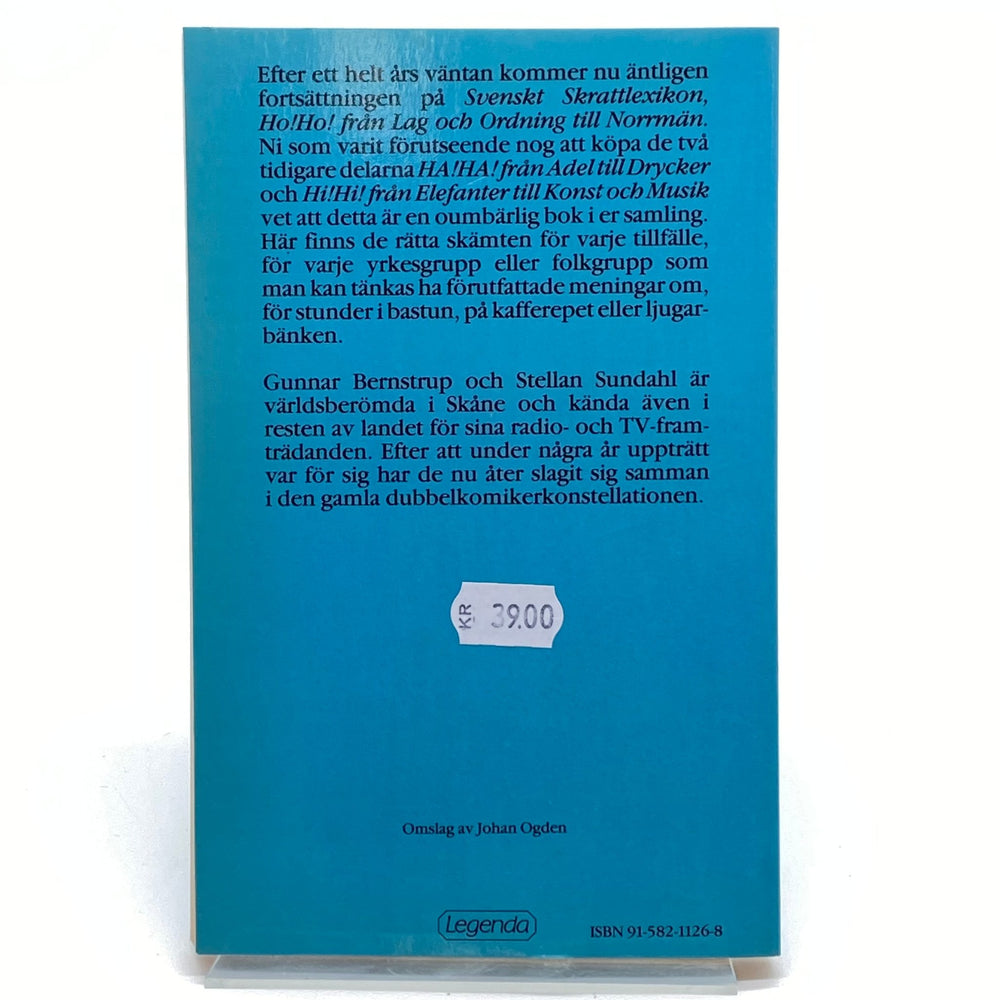 Efter ett helt års väntan kommer nu äntligen
fortsättningen på Svenskt Skrattlexikon,
Ho!Ho! från Lag och Ordning till Norrmän.
Ni som varit förutseende nog att köpa de två
tidigare delarna HA!HA! från Adel till Drycker
och Hi!Hi! från Elefanter till Konst och Musik
vet att detta är en oumbärlig bok i er samling.
Här finns de rätta skämten för varje tillfälle,
för varje yrkesgrupp eller folkgrupp som
man kan tänkas ha förutfattade meningar om,
för stunder i bastun, på kafferepet eller ljugar-
bänken.
Gunnar Bernstrup och Stellan Sundahl är
världsberömda i Skåne och kända även i
resten av landet för sina radio- och TV-fram-
trädanden. Efter att under några år uppträtt
var för sig har de nu åter slagit sig samman
i den gamla dubbelkomikerkonstellationen.
KR 39.00
Omslag av Johan Ogden
Legenda
ISBN 91-582-1126-8